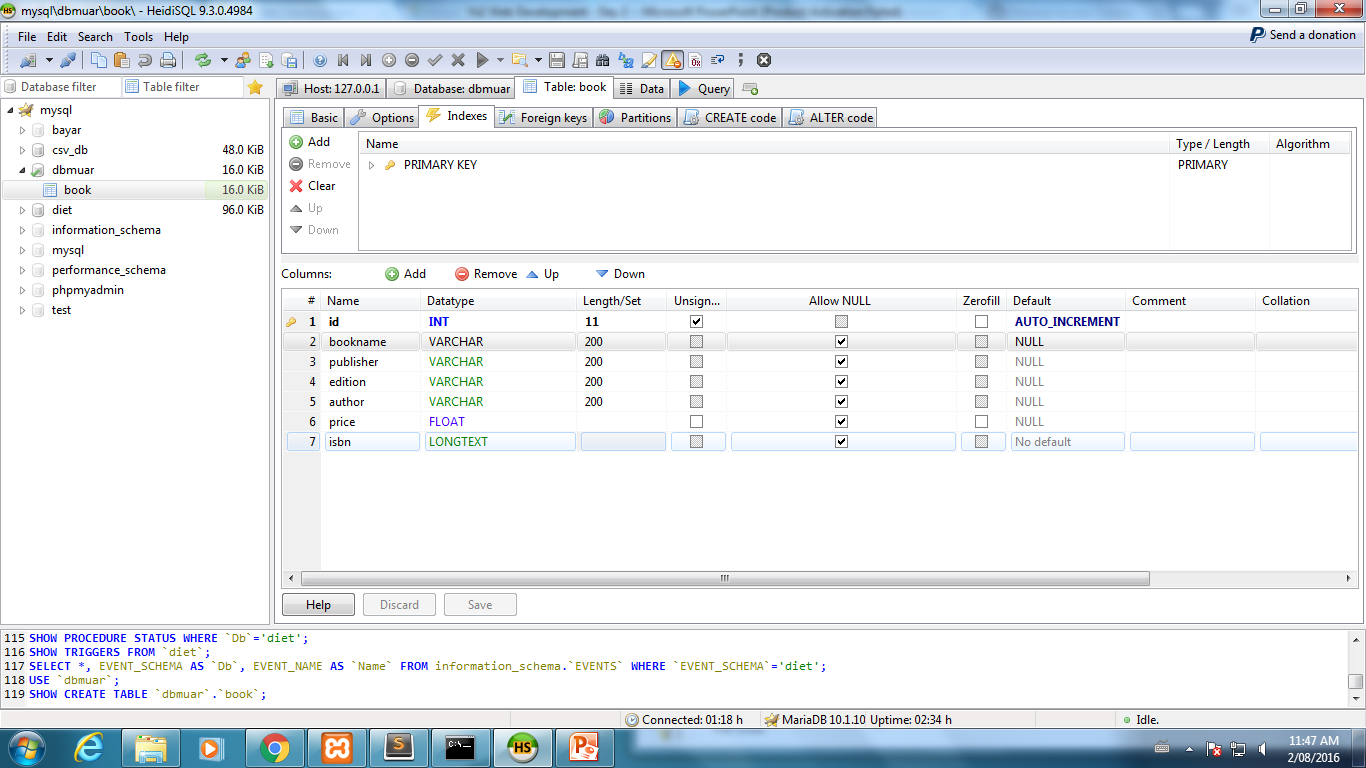 mysql\dbmuar\book\ - HeidiSQL 9.3.0.4984
File Edit Search Tools Help
Send a donation
Database filter Table filter
Host: 127.0.0.1 Database: dbmuar Table: book Data Query
mysql
bayar
csv_db 48.0 KiB
dbmuar 16.0 KiB
book 16.0 KiB
diet 96.0 KiB
information_schema
mysql
performance_schema
phpmyadmin
test
Basic Options Indexes Foreign keys Partitions CREATE code ALTER code
Add
Remove
Clear
Up
Down
Name Type / Length Algorithm
PRIMARY KEY PRIMARY
Columns: Add Remove Up Down
# Name Datatype Length/Set Unsign... Allow NULL Zerofill Default Comment Collation
1 id INT 11 AUTO_INCREMENT
2 bookname VARCHAR 200 NULL
3 publisher VARCHAR 200 NULL
4 edition VARCHAR 200 NULL
5 author VARCHAR 200 NULL
6 price FLOAT NULL
7 isbn LONGTEXT No default
Help Discard Save
115 SHOW PROCEDURE STATUS WHERE `Db`='diet';
116 SHOW TRIGGERS FROM `diet`;
117 SELECT *, EVENT_SCHEMA AS `Db`, EVENT_NAME AS `Name` FROM information_schema.`EVENTS` WHERE `EVENT_SCHEMA`='diet';
118 USE `dbmuar`;
119 SHOW CREATE TABLE `dbmuar`.`book`;
Connected: 01:18 h MariaDB 10.1.10 Uptime: 02:34 h Idle.
11:47 AM
2/08/2016